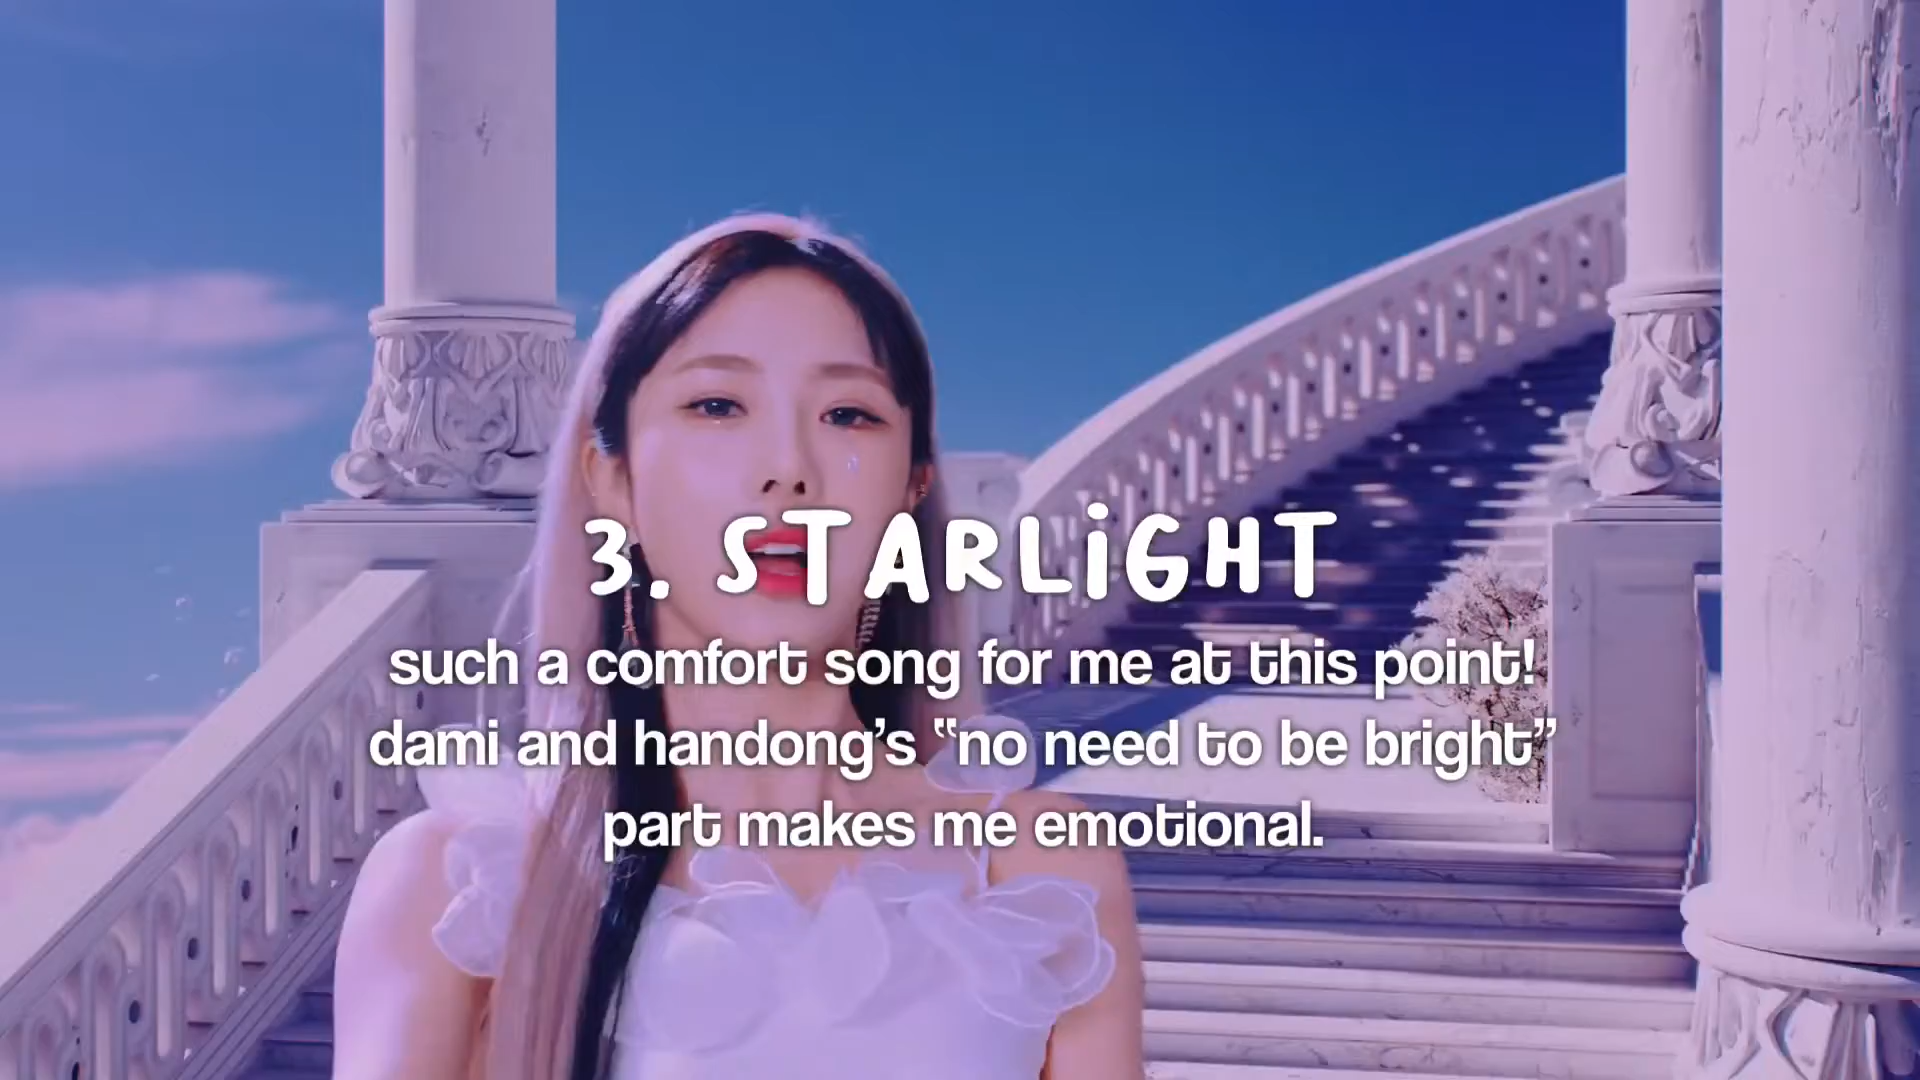 3. STARLiGHT
such a comfort song for me at this point!
dami and handong's “no need to be bright”
part makes me emotional.